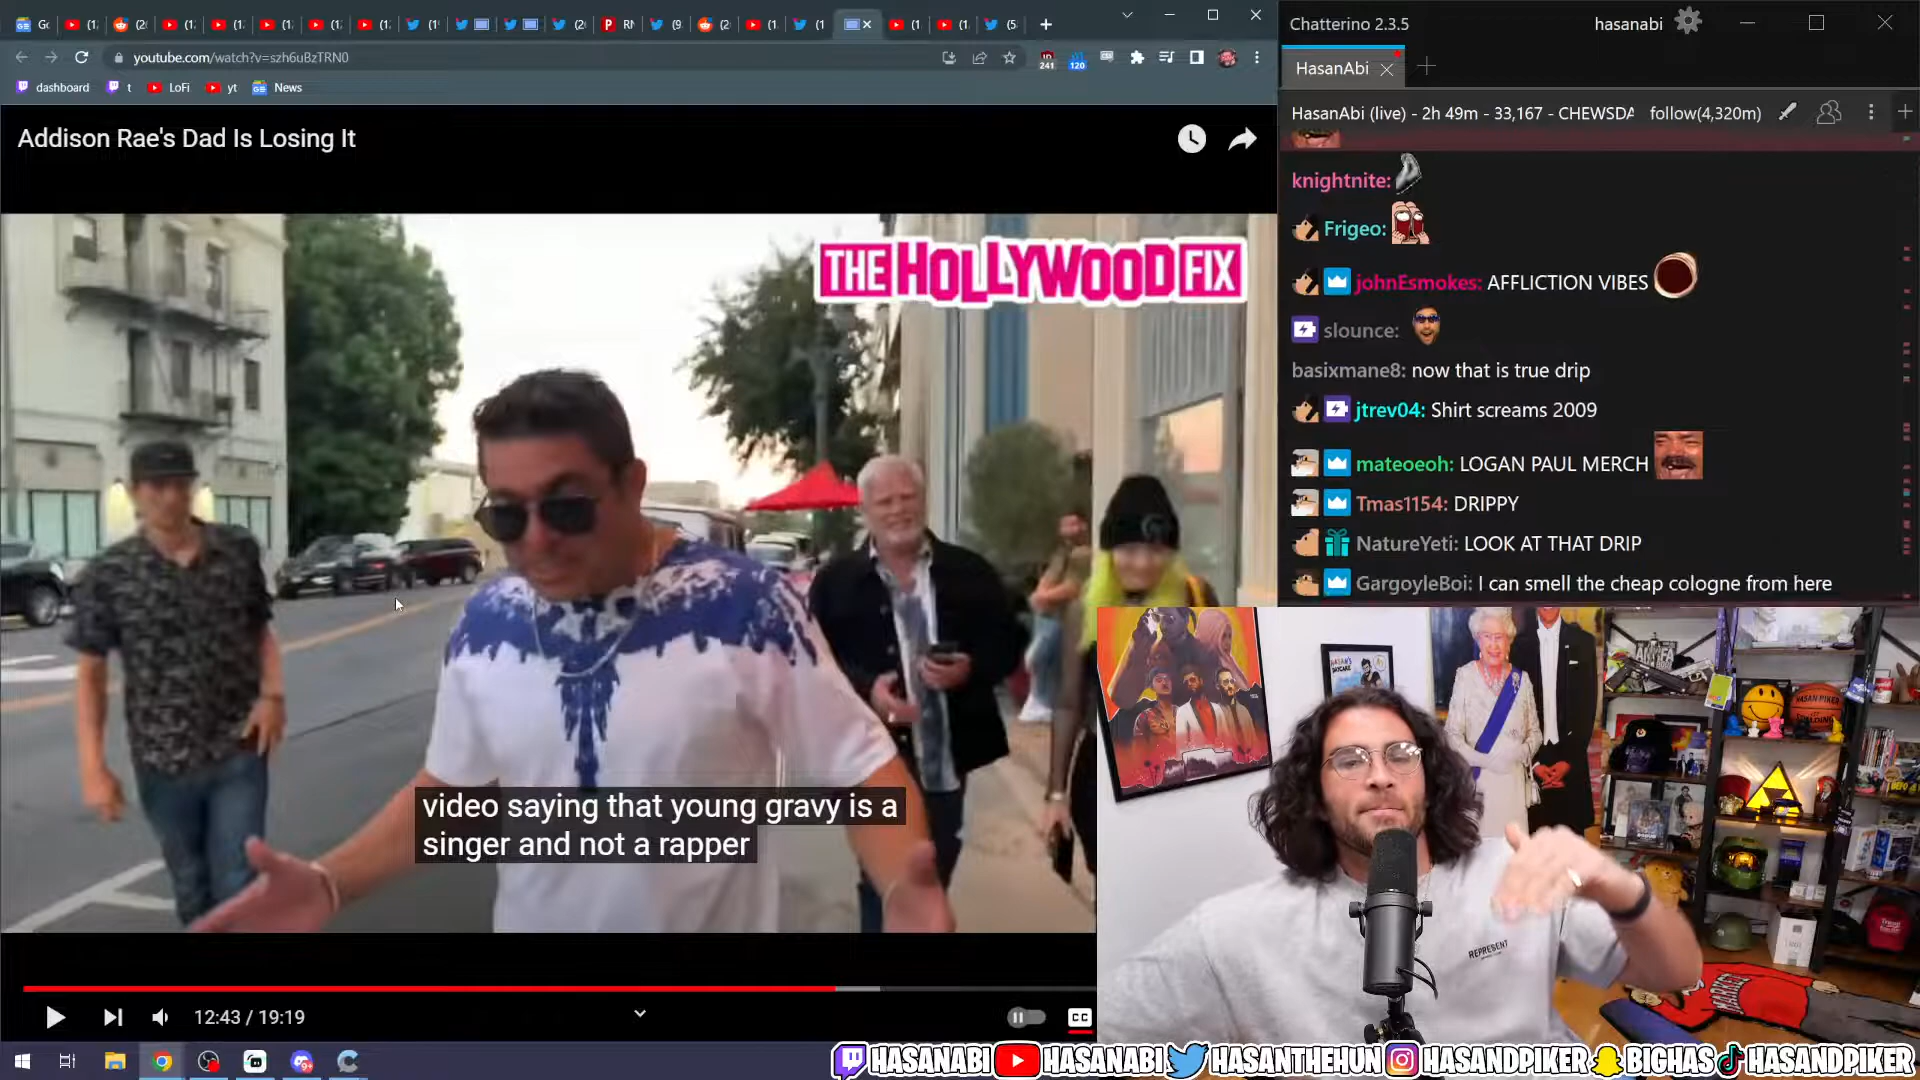 youtube.com/watch?v=szh6uBzTRN0
241
120
dashboard
t
LoFi
yt
News
Addison Rae's Dad Is Losing It
THE HOLLYWOOD FIX
video saying that young gravy is a
singer and not a rapper
12:43 / 19:19
CC
Chatterino 2.3.5
hasanabi
HasanAbi
HasanAbi (live) - 2h 49m - 33,167 - CHEWSDA
follow(4,320m)
knightnite:
Frigeo:
johnEsmokes: AFFLICTION VIBES
slounce:
basixmane8: now that is true drip
jtrev04: Shirt screams 2009
mateoeoh: LOGAN PAUL MERCH
Tmas1154: DRIPPY
NatureYeti: LOOK AT THAT DRIP
GargoyleBoi: I can smell the cheap cologne from here
REPRESENT
HASANABI
HASANABI
HASANTHEHUN
HASANDPIKER
BIGHAS
HASANDPIKER